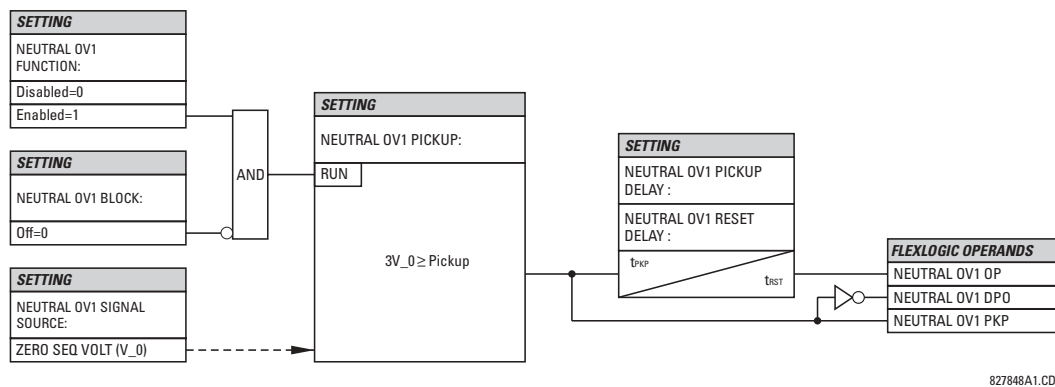 SETTING
NEUTRAL OV1
FUNCTION:
Disabled=0
Enabled=1
SETTING
NEUTRAL OV1 BLOCK:
Off=0
SETTING
NEUTRAL OV1 SIGNAL
SOURCE:
ZERO SEQ VOLT (V_0)
AND
SETTING
NEUTRAL OV1 PICKUP:
RUN
3V_0 ≥ Pickup
SETTING
NEUTRAL OV1 PICKUP
DELAY :
NEUTRAL OV1 RESET
DELAY :
tPKP
tRST
FLEXLOGIC OPERANDS
NEUTRAL OV1 OP
NEUTRAL OV1 DPO
NEUTRAL OV1 PKP
827848A1.CD